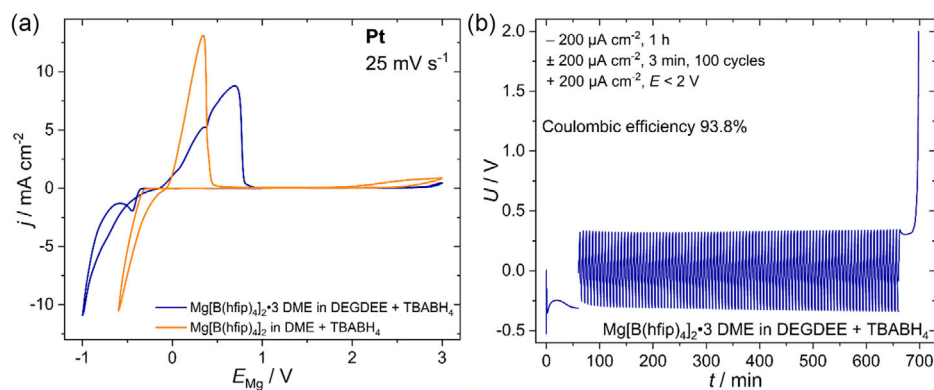 (a)
Pt
25 mV s⁻¹
10
5
0
-5
-10
j / mA cm⁻²
Mg[B(hfip)₄]₂•3 DME in DEGDEE + TBABH₄
Mg[B(hfip)₄]₂ in DME + TBABH₄
-1 0 1 2 3
E_Mg / V
(b)
2.0
1.5
1.0
0.5
0.0
-0.5
U / V
– 200 µA cm⁻², 1 h
± 200 µA cm⁻², 3 min, 100 cycles
+ 200 µA cm⁻², E < 2 V
Coulombic efficiency 93.8%
Mg[B(hfip)₄]₂•3 DME in DEGDEE + TBABH₄
0 100 200 300 400 500 600 700
t / min